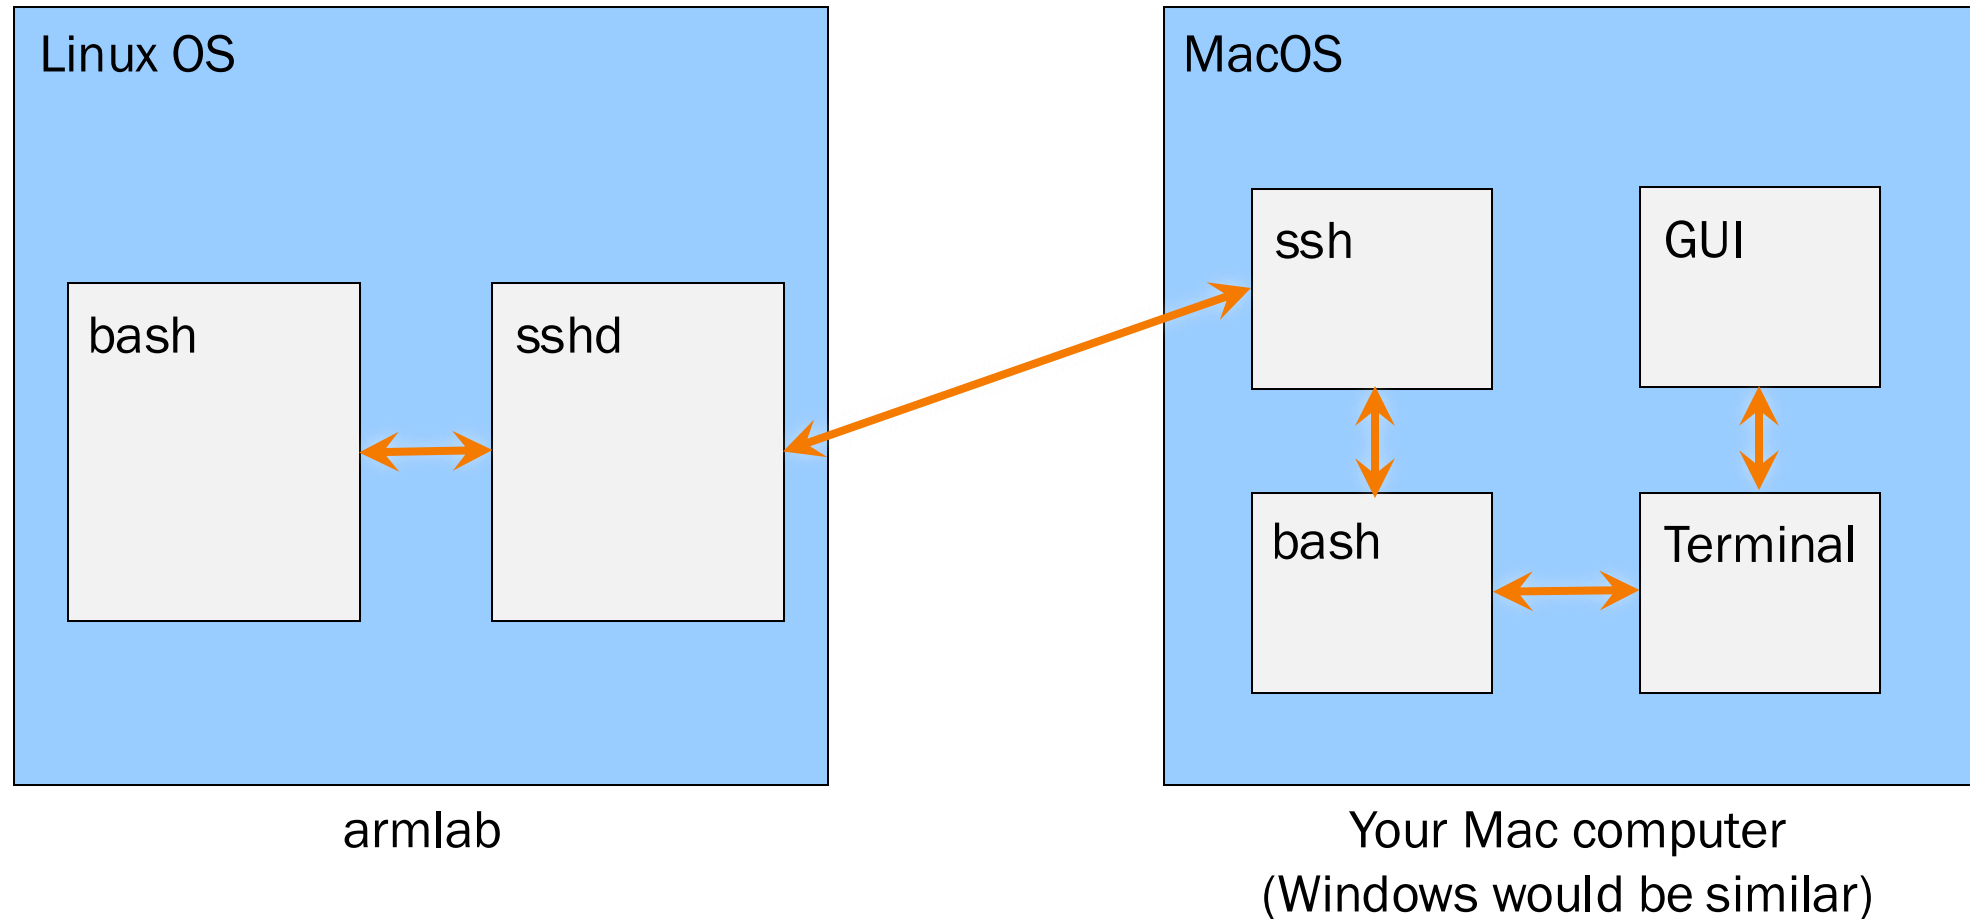 Linux OS
bash
sshd
armlab
MacOS
ssh
GUI
bash
Terminal
Your Mac computer
(Windows would be similar)